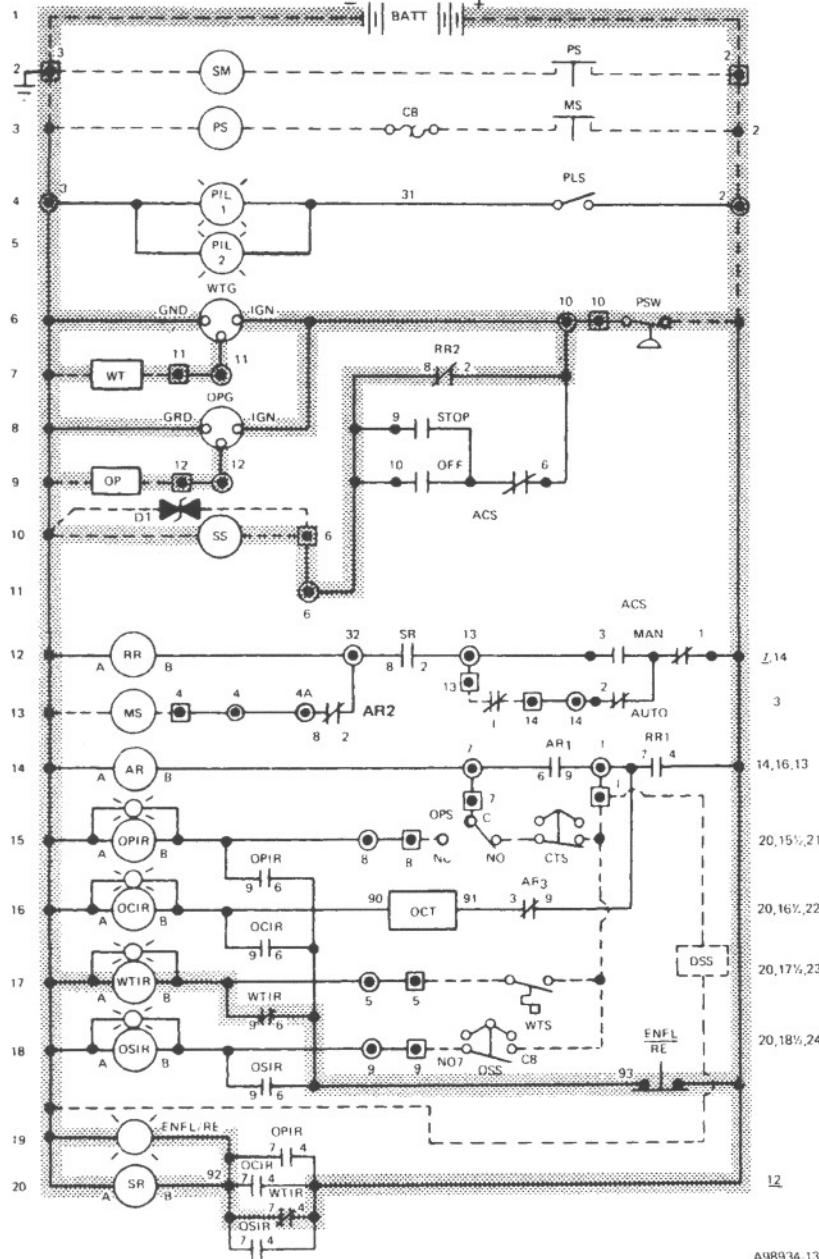 1 − BATT +
PS
2 3 SM 2
MS
3 PS CB 2
PLS
4 3 PIL 1 31 2
5 PIL 2
WTG
6 GND IGN 10 10 PSW
11 11 RR2
7 WT 8 2
OPG
8 GRD IGN 9 STOP
9 OP 12 12 10 OFF 6
D1 ACS
10 SS 6
11 6
ACS
12 A RR B 32 8 SR 2 13 3 MAN 1 7,14
13 MS 4 4 4A AR2 8 2 13 1 14 14 2 AUTO 3
14 A AR B 7 AR1 6 9 1 RR1 7 4 14,16,13
7 1
OPS C
15 A OPIR B 8 8 NC NO CTS 20,15½,21
OPIR
9 6
16 A OCIR B 90 OCT 91 AR3 3 9 20,16½,22
OCIR
9 6
DSS
17 A WTIR B 5 5 WTS 20,17½,23
WTIR
9 6
ENFL/RE
18 A OSIR B 9 9 NO7 OSS C8 20,18½,24
OSIR
9 6 93
19 ENFL/RE
OPIR
7 4
20 A SR B 92 OCIR 7 4 12
WTIR
7 4
OSIR
7 4
A98934-13